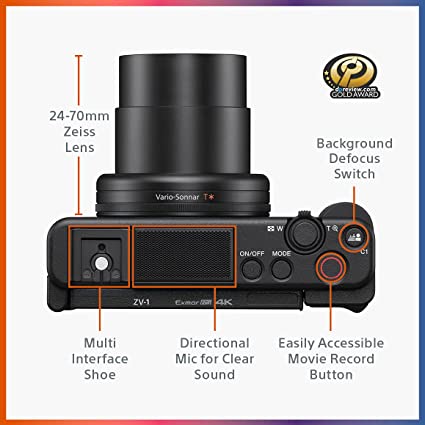 dpreview.com
GOLD AWARD
24-70mm
Zeiss
Lens
Background
Defocus
Switch
Vario-Sonnar T*
W T
ON/OFF MODE
C1
ZV-1 Exmor RS 4K
Multi
Interface
Shoe
Directional
Mic for Clear
Sound
Easily Accessible
Movie Record
Button